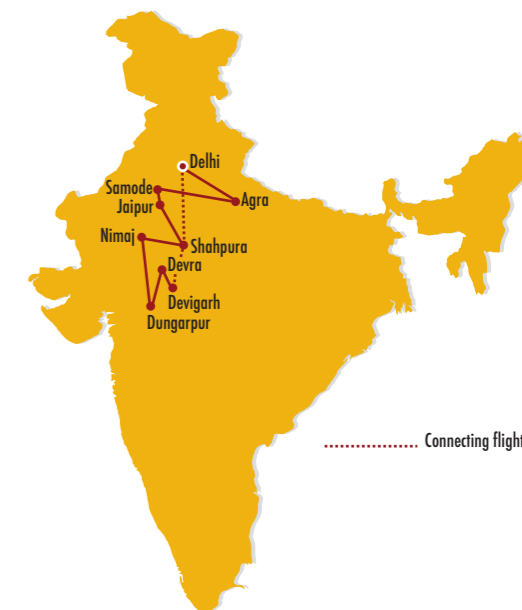 Delhi
Samode
Jaipur
Agra
Nimaj
Shahpura
Devra
Devigarh
Dungarpur
Connecting flight